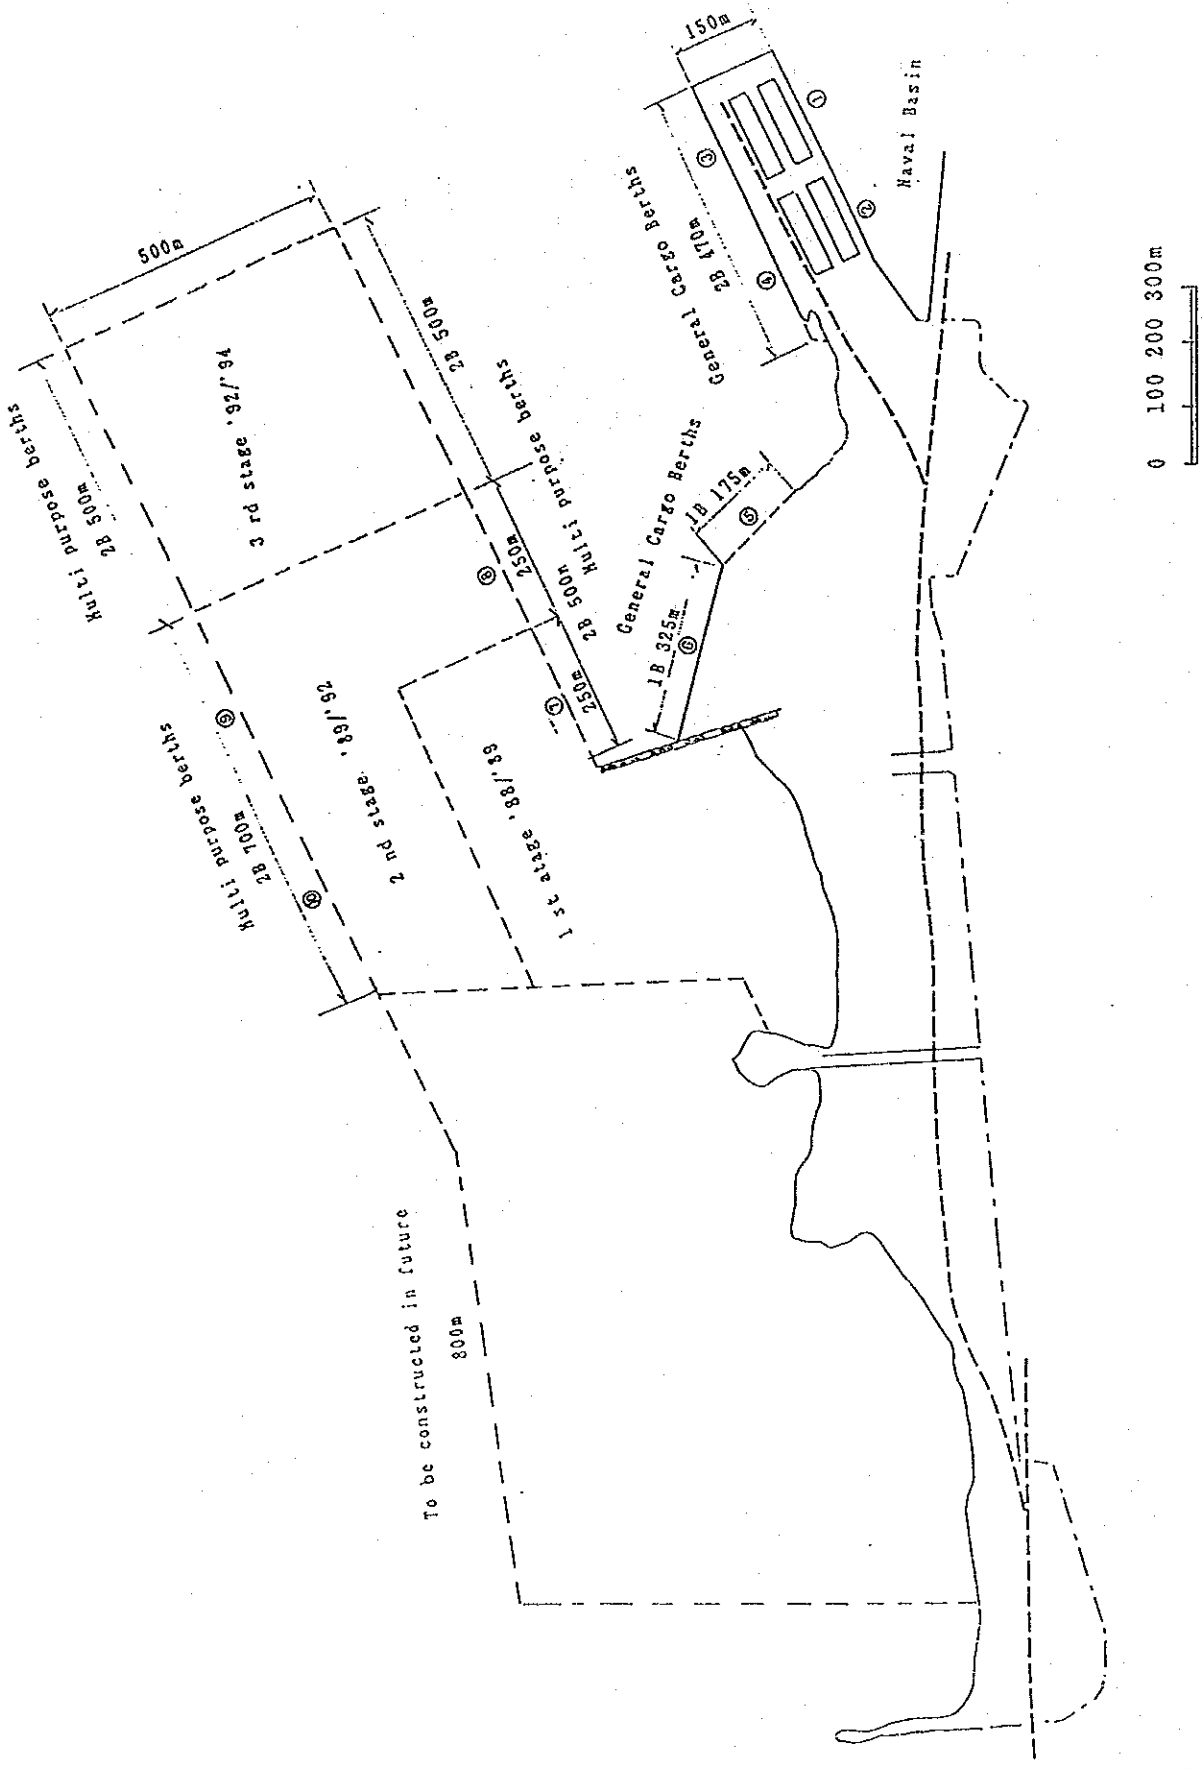 150m
①
②
③
④
Naval Basin
General Cargo Berths
2B 470m
500m
Multi purpose berths
2B 500m
3 rd stage '92/'94
2B 500m
Multi purpose berths
2B 500m
250m
250m
⑧
⑦
General Cargo Berths
1B 175m
⑤
1B 325m
⑥
Multi purpose berths
2B 700m
⑨
⑩
2 nd stage '89/'92
1 st atage '88/'89
To be constructed in future
800m
0 100 200 300m